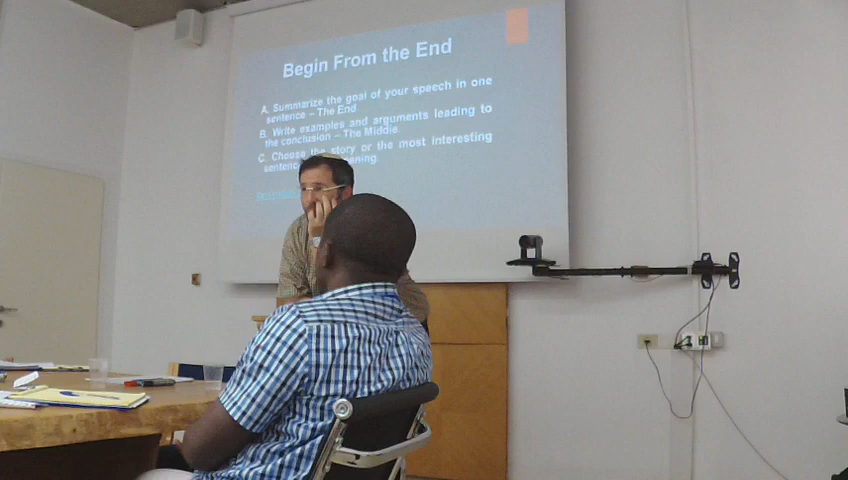 Begin From the End
A. Summarize the goal of your speech in one
sentence – The End
B. Write examples and arguments leading to
the conclusion – The Middle
C. Choose the story or the most interesting
sentence